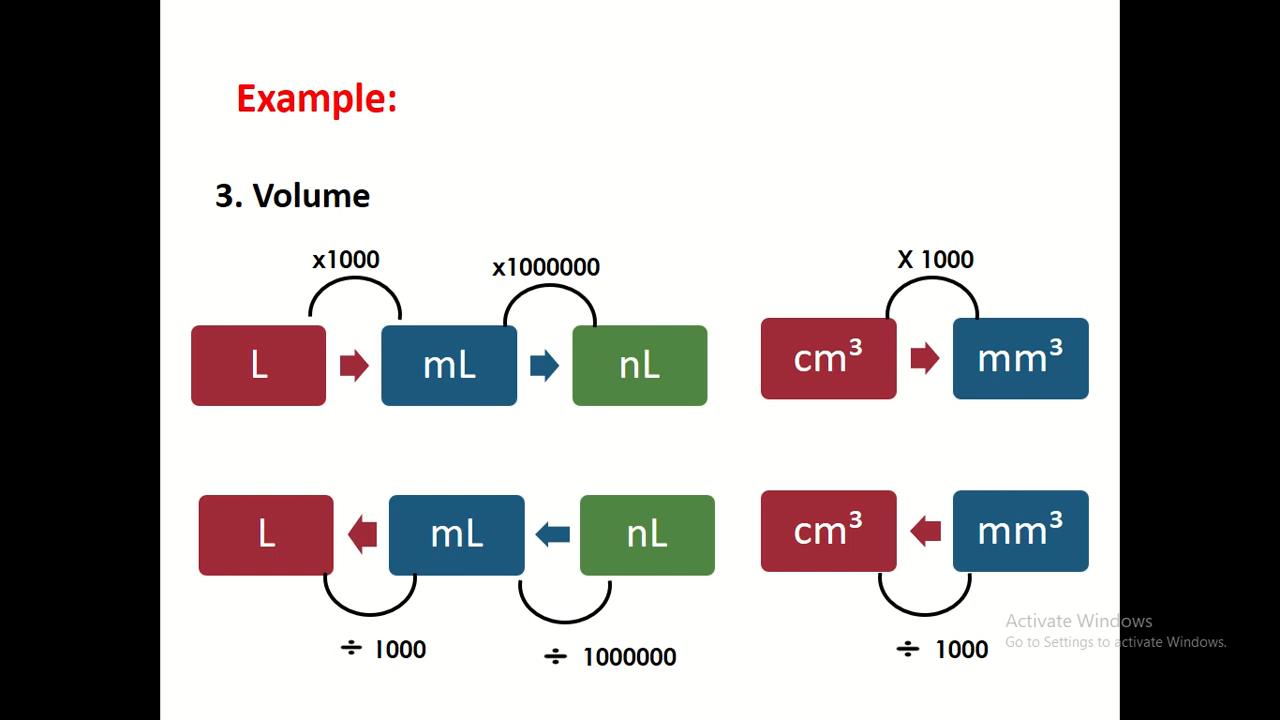 Example:
3. Volume
x1000
x1000000
X 1000
L
mL
nL
cm³
mm³
L
mL
nL
cm³
mm³
÷ 1000
÷ 1000000
÷ 1000
Activate Windows
Go to Settings to activate Windows.